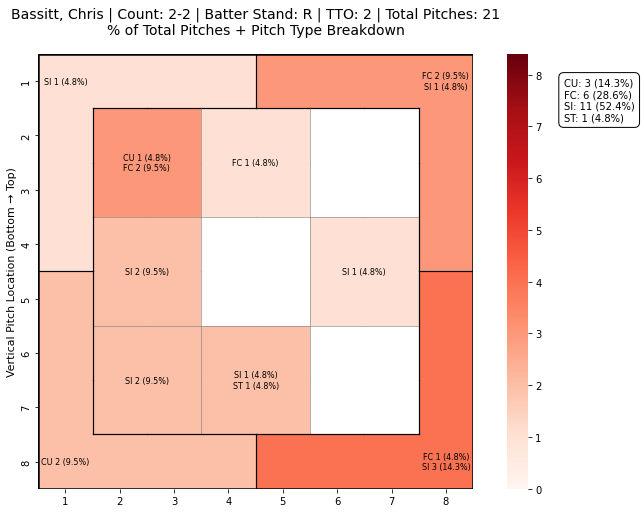 Bassitt, Chris | Count: 2-2 | Batter Stand: R | TTO: 2 | Total Pitches: 21
% of Total Pitches + Pitch Type Breakdown
Vertical Pitch Location (Bottom → Top)
1
2
3
4
5
6
7
8
SI 1 (4.8%)
FC 2 (9.5%)
SI 1 (4.8%)
CU 1 (4.8%)
FC 2 (9.5%)
FC 1 (4.8%)
SI 2 (9.5%)
SI 1 (4.8%)
SI 2 (9.5%)
SI 1 (4.8%)
ST 1 (4.8%)
CU 2 (9.5%)
FC 1 (4.8%)
SI 3 (14.3%)
1
2
3
4
5
6
7
8
8
7
6
5
4
3
2
1
0
CU: 3 (14.3%)
FC: 6 (28.6%)
SI: 11 (52.4%)
ST: 1 (4.8%)